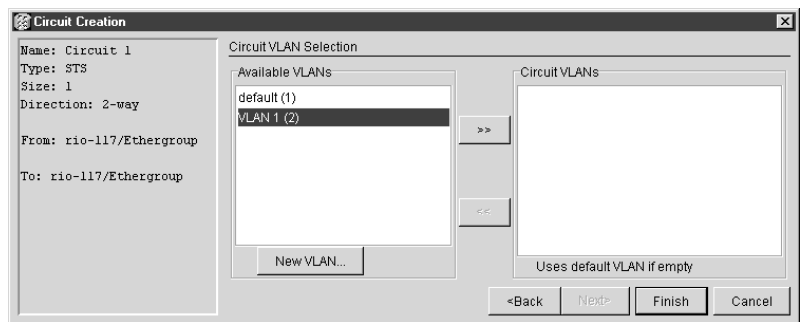 Circuit Creation
Name: Circuit 1
Type: STS
Size: 1
Direction: 2-way
From: rio-117/Ethergroup
To: rio-117/Ethergroup
Circuit VLAN Selection
Available VLANs
default (1)
VLAN 1 (2)
New VLAN...
>>
<<
Circuit VLANs
Uses default VLAN if empty
<Back
Next>
Finish
Cancel